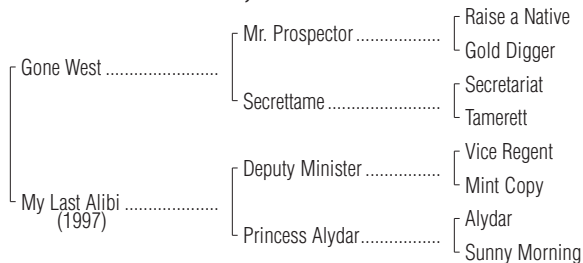 Raise a Native
Mr. Prospector ..................
Gold Digger
Gone West ........................
Secretariat
Secrettame ........................
Tamerett
Vice Regent
Deputy Minister ................
Mint Copy
My Last Alibi ....................
(1997)
Alydar
Princess Alydar.................
Sunny Morning